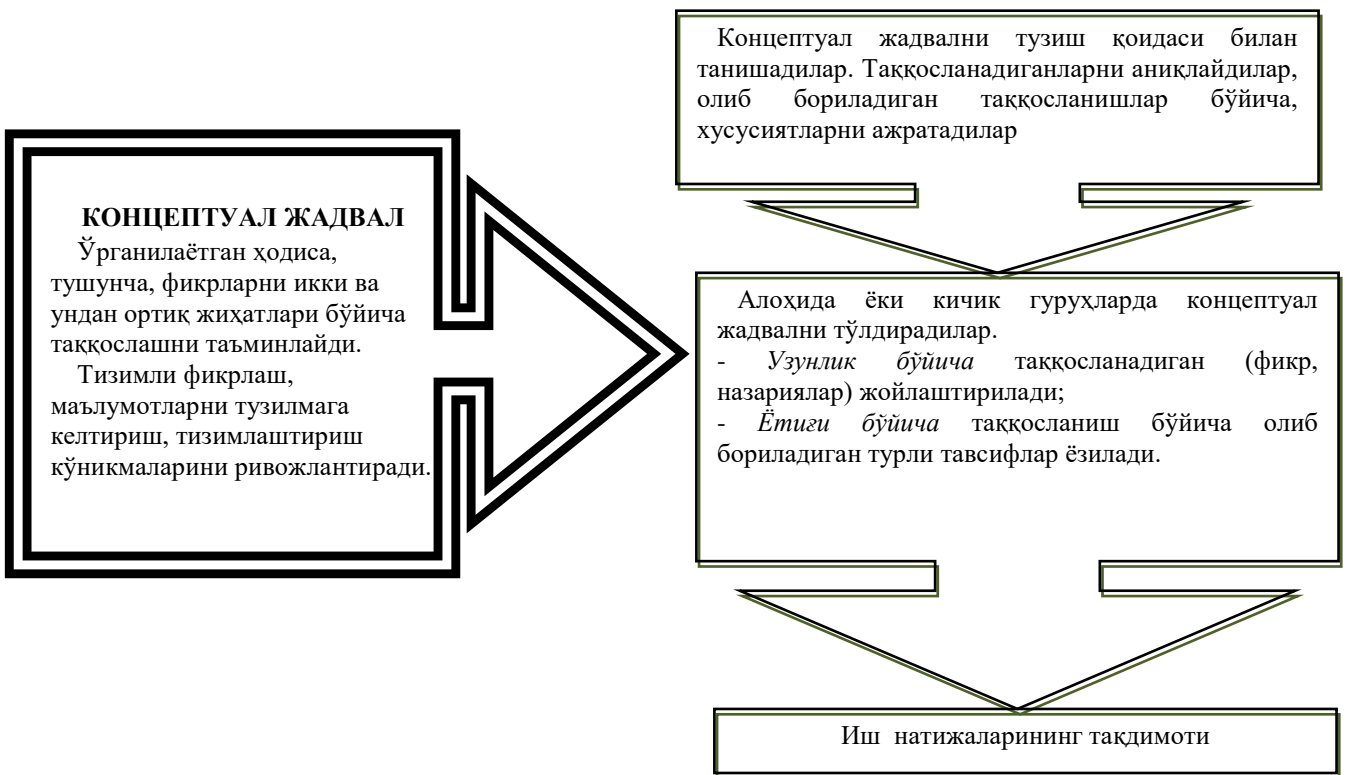 КОНЦЕПТУАЛ ЖАДВАЛ
Ўрганилаётган ҳодиса,
тушунча, фикрларни икки ва
ундан ортиқ жиҳатлари бўйича
таққослашни таъминлайди.
Тизимли фикрлаш,
маълумотларни тузилмага
келтириш, тизимлаштириш
кўникмаларини ривожлантиради.
Концептуал жадвални тузиш қоидаси билан
танишадилар. Таққосланадиганларни аниқлайдилар,
олиб бориладиган таққосланишлар бўйича,
хусусиятларни ажратадилар
Алоҳида ёки кичик гуруҳларда концептуал
жадвални тўлдирадилар.
- Узунлик бўйича таққосланадиган (фикр,
назариялар) жойлаштирилади;
- Ётиғи бўйича таққосланиш бўйича олиб
бориладиган турли тавсифлар ёзилади.
Иш натижаларининг тақдимоти